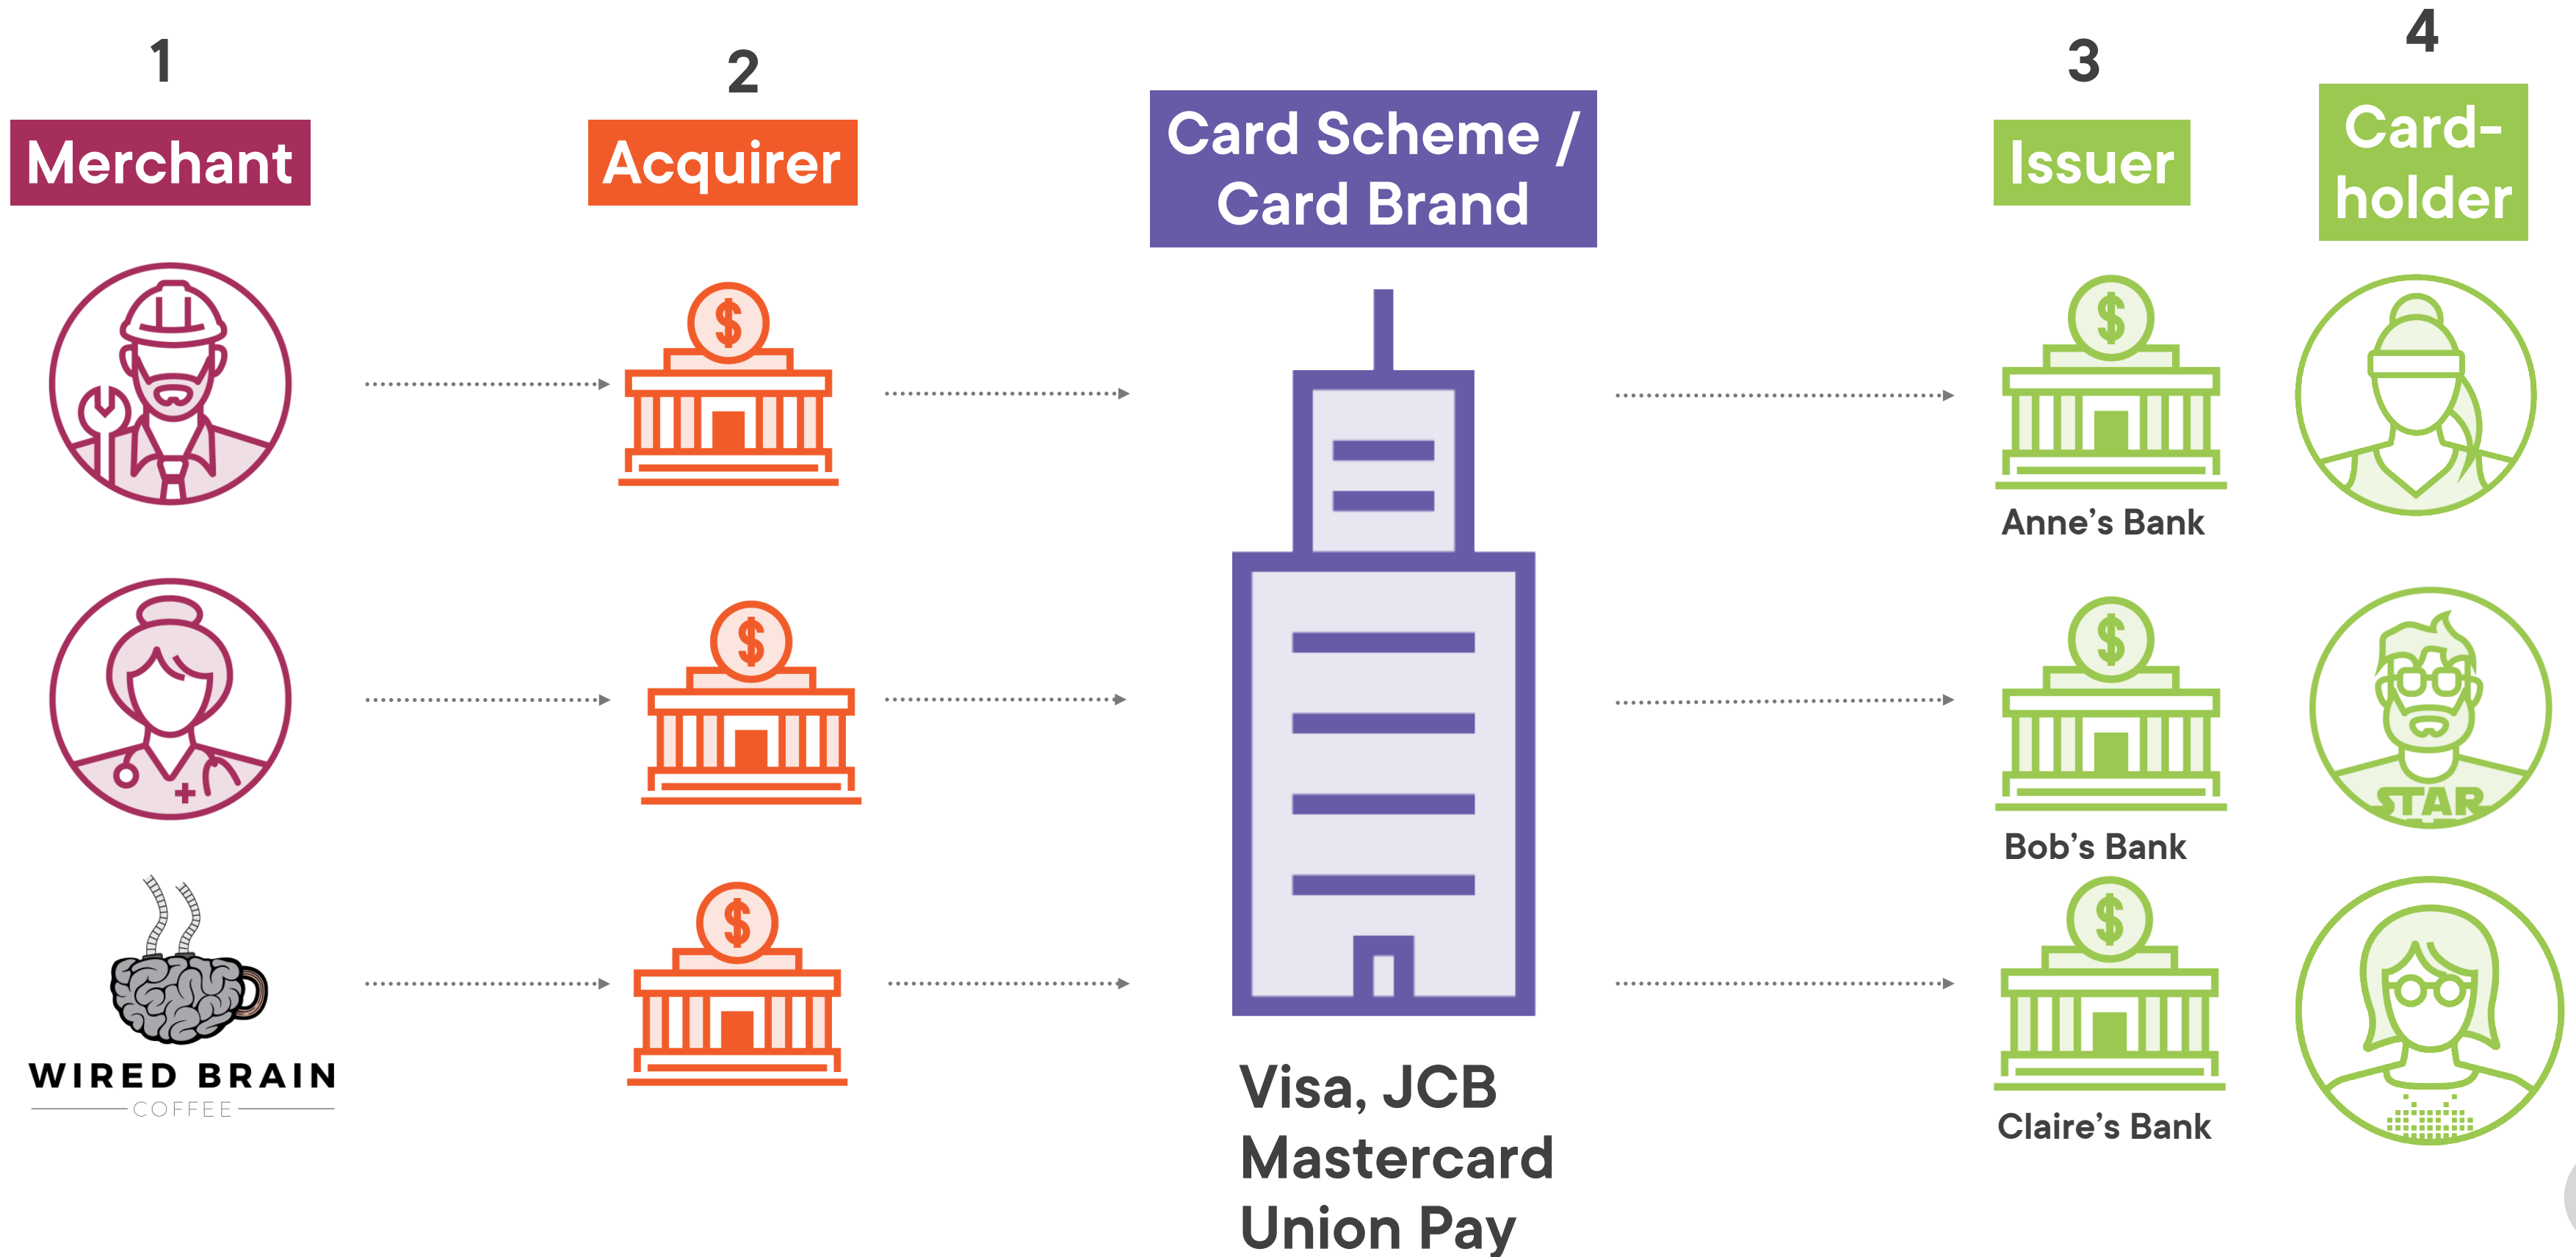 1
2
3
4
Merchant
Acquirer
Card Scheme /
Card Brand
Issuer
Card-
holder
$
$
$
$
$
$
Anne's Bank
Bob's Bank
Claire's Bank
STAR
WIRED BRAIN
COFFEE
Visa, JCB
Mastercard
Union Pay